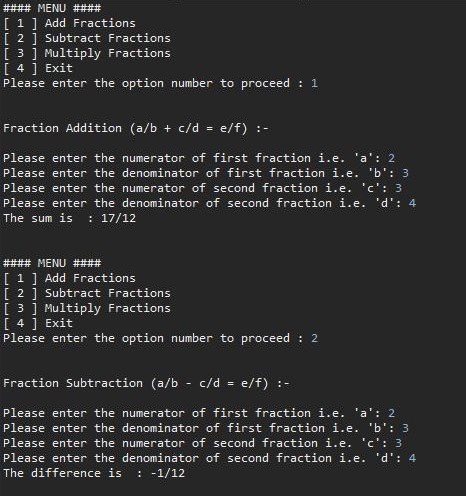 #### MENU ####
[ 1 ] Add Fractions
[ 2 ] Subtract Fractions
[ 3 ] Multiply Fractions
[ 4 ] Exit
Please enter the option number to proceed : 1
Fraction Addition (a/b + c/d = e/f) :-
Please enter the numerator of first fraction i.e. 'a': 2
Please enter the denominator of first fraction i.e. 'b': 3
Please enter the numerator of second fraction i.e. 'c': 3
Please enter the denominator of second fraction i.e. 'd': 4
The sum is  : 17/12
#### MENU ####
[ 1 ] Add Fractions
[ 2 ] Subtract Fractions
[ 3 ] Multiply Fractions
[ 4 ] Exit
Please enter the option number to proceed : 2
Fraction Subtraction (a/b - c/d = e/f) :-
Please enter the numerator of first fraction i.e. 'a': 2
Please enter the denominator of first fraction i.e. 'b': 3
Please enter the numerator of second fraction i.e. 'c': 3
Please enter the denominator of second fraction i.e. 'd': 4
The difference is  : -1/12